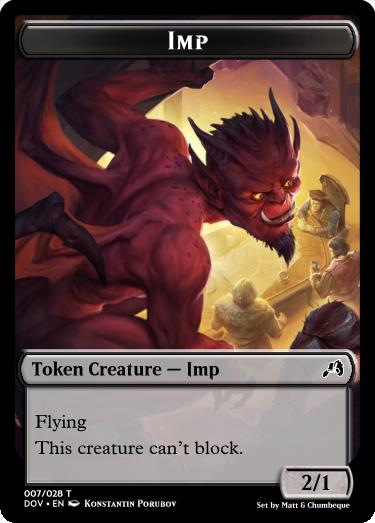 Imp
Token Creature — Imp
Flying
This creature can't block.
2/1
007/028 T
DOV • EN Konstantin Porubov
Set by Matt & Chumbeque